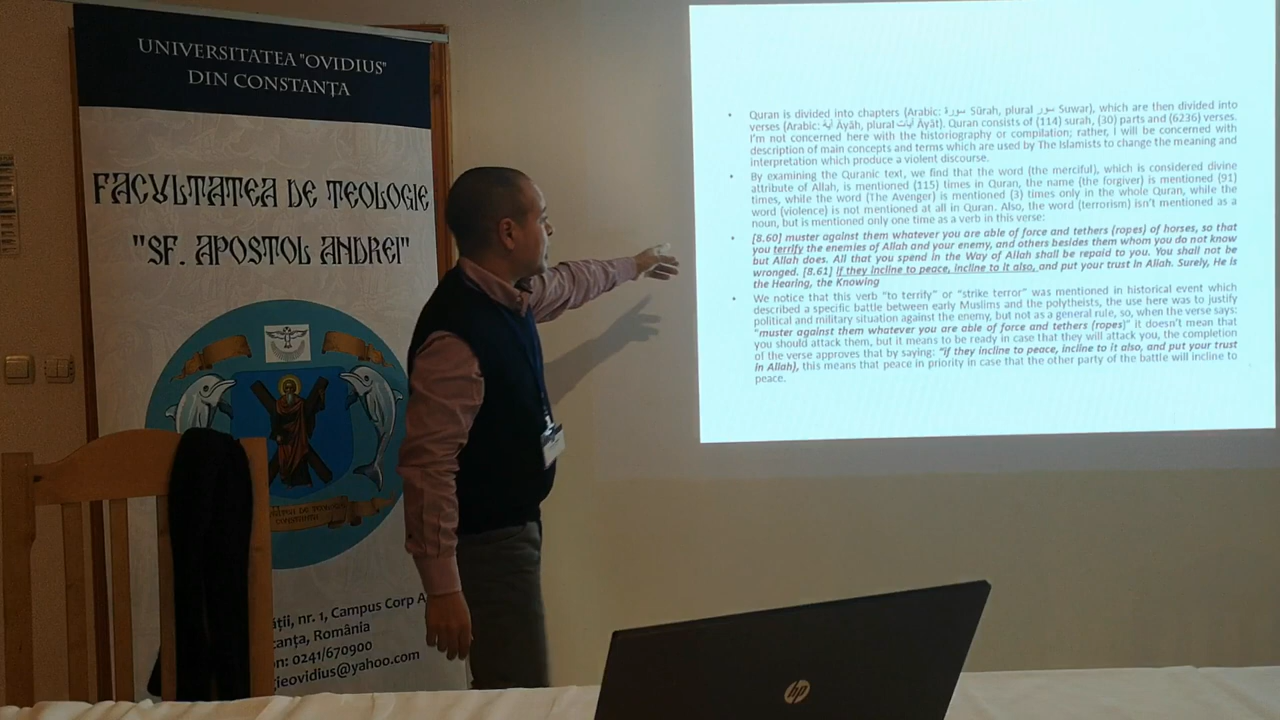 UNIVERSITATEA "OVIDIUS"
DIN CONSTANȚA
FACULTATEA DE TEOLOGIE
"SF. APOSTOL ANDREI"
ății, nr. 1, Campus Corp A
anța, România
on: 0241/670900
gieovidius@yahoo.com
• Quran is divided into chapters (Arabic: سورة Sūrah, plural سور Suwar), which are then divided into
verses (Arabic: آية Āyāh, plural آيات Āyāt), Quran consists of (114) surah, (30) parts and (6236) verses.
I'm not concerned here with the historiography or compilation; rather, I will be concerned with
description of main concepts and terms which are used by The Islamists to change the meaning and
interpretation which produce a violent discourse.
• By examining the Quranic text, we find that the word (the merciful), which is considered divine
attribute of Allah, is mentioned (115) times in Quran, the name (the forgiver) is mentioned (91)
times, while the word (The Avenger) is mentioned (3) times only in the whole Quran, while the
word (violence) is not mentioned at all in Quran. Also, the word (terrorism) isn't mentioned as a
noun, but is mentioned only one time as a verb in this verse:
• [8.60] muster against them whatever you are able of force and tethers (ropes) of horses, so that
you terrify the enemies of Allah and your enemy, and others besides them whom you do not know
but Allah does. All that you spend in the Way of Allah shall be repaid to you. You shall not be
wronged. [8.61] if they incline to peace, incline to it also, and put your trust in Allah. Surely, He is
the Hearing, the Knowing
• We notice that this verb "to terrify" or "strike terror" was mentioned in historical event which
described a specific battle between early Muslims and the polytheists, the use here was to justify
political and military situation against the enemy, but not as a general rule, so, when the verse says:
"muster against them whatever you are able of force and tethers (ropes)" it doesn't mean that
you should attack them, but it means to be ready in case that they will attack you, the completion
of the verse approves that by saying: "if they incline to peace, incline to it also, and put your trust
in Allah), this means that peace in priority in case that the other party of the battle will incline to
peace.
hp